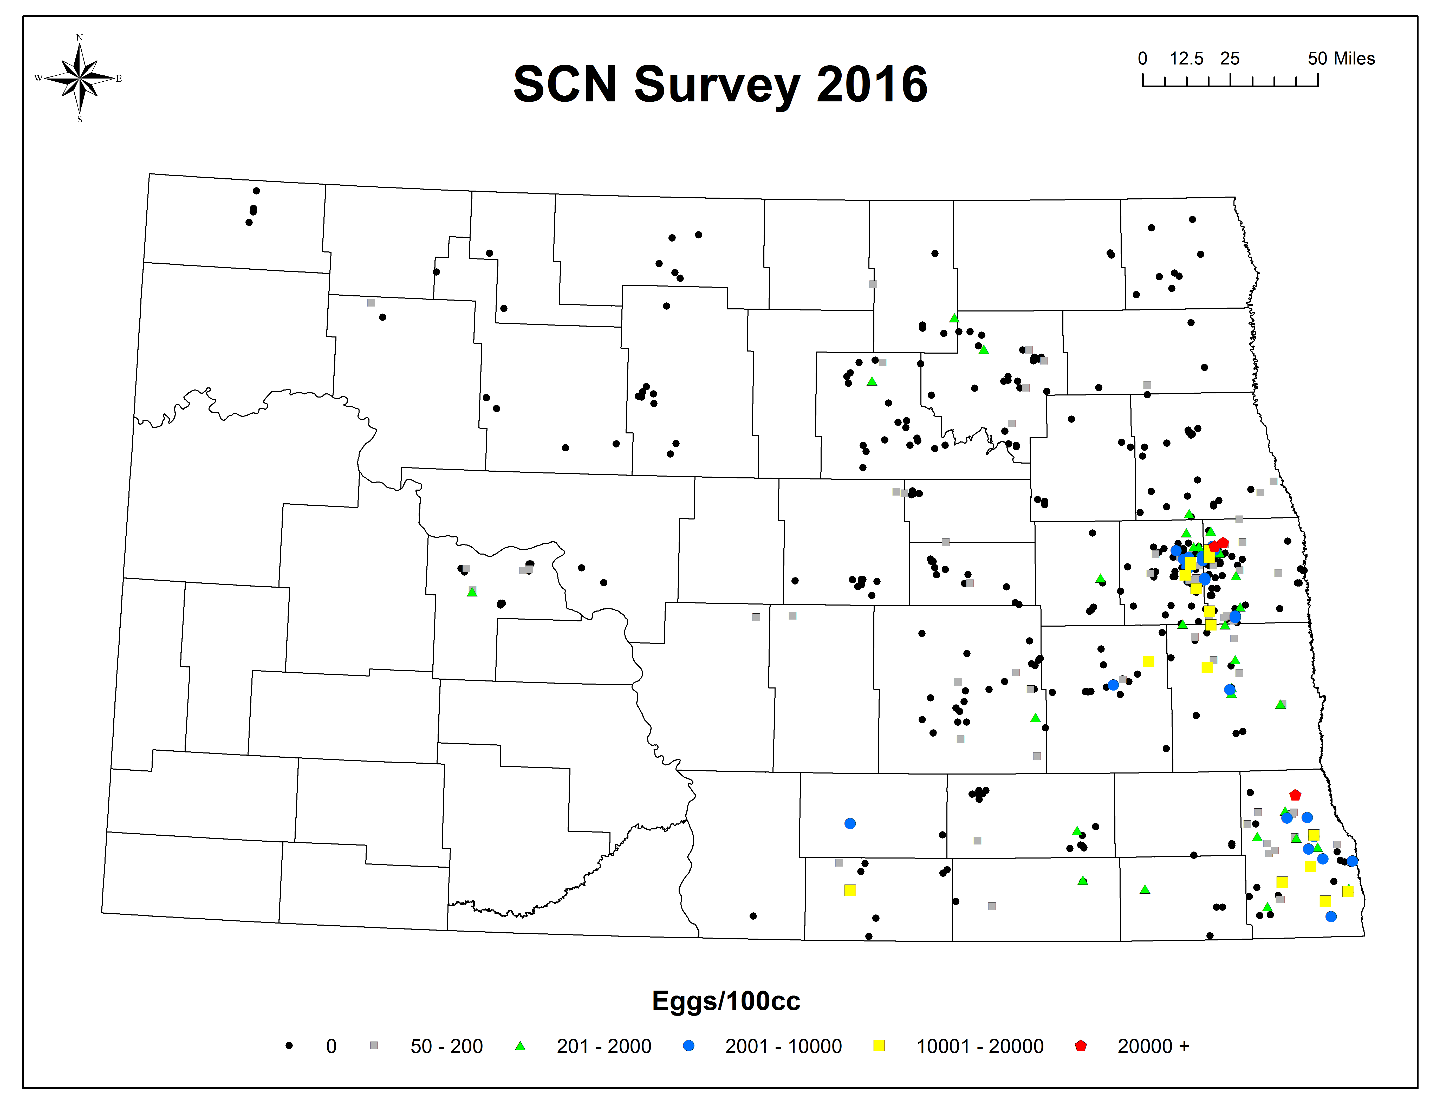 N
W E
S
SCN Survey 2016
0 12.5 25 50 Miles
Eggs/100cc
0 50 - 200 201 - 2000 2001 - 10000 10001 - 20000 20000 +